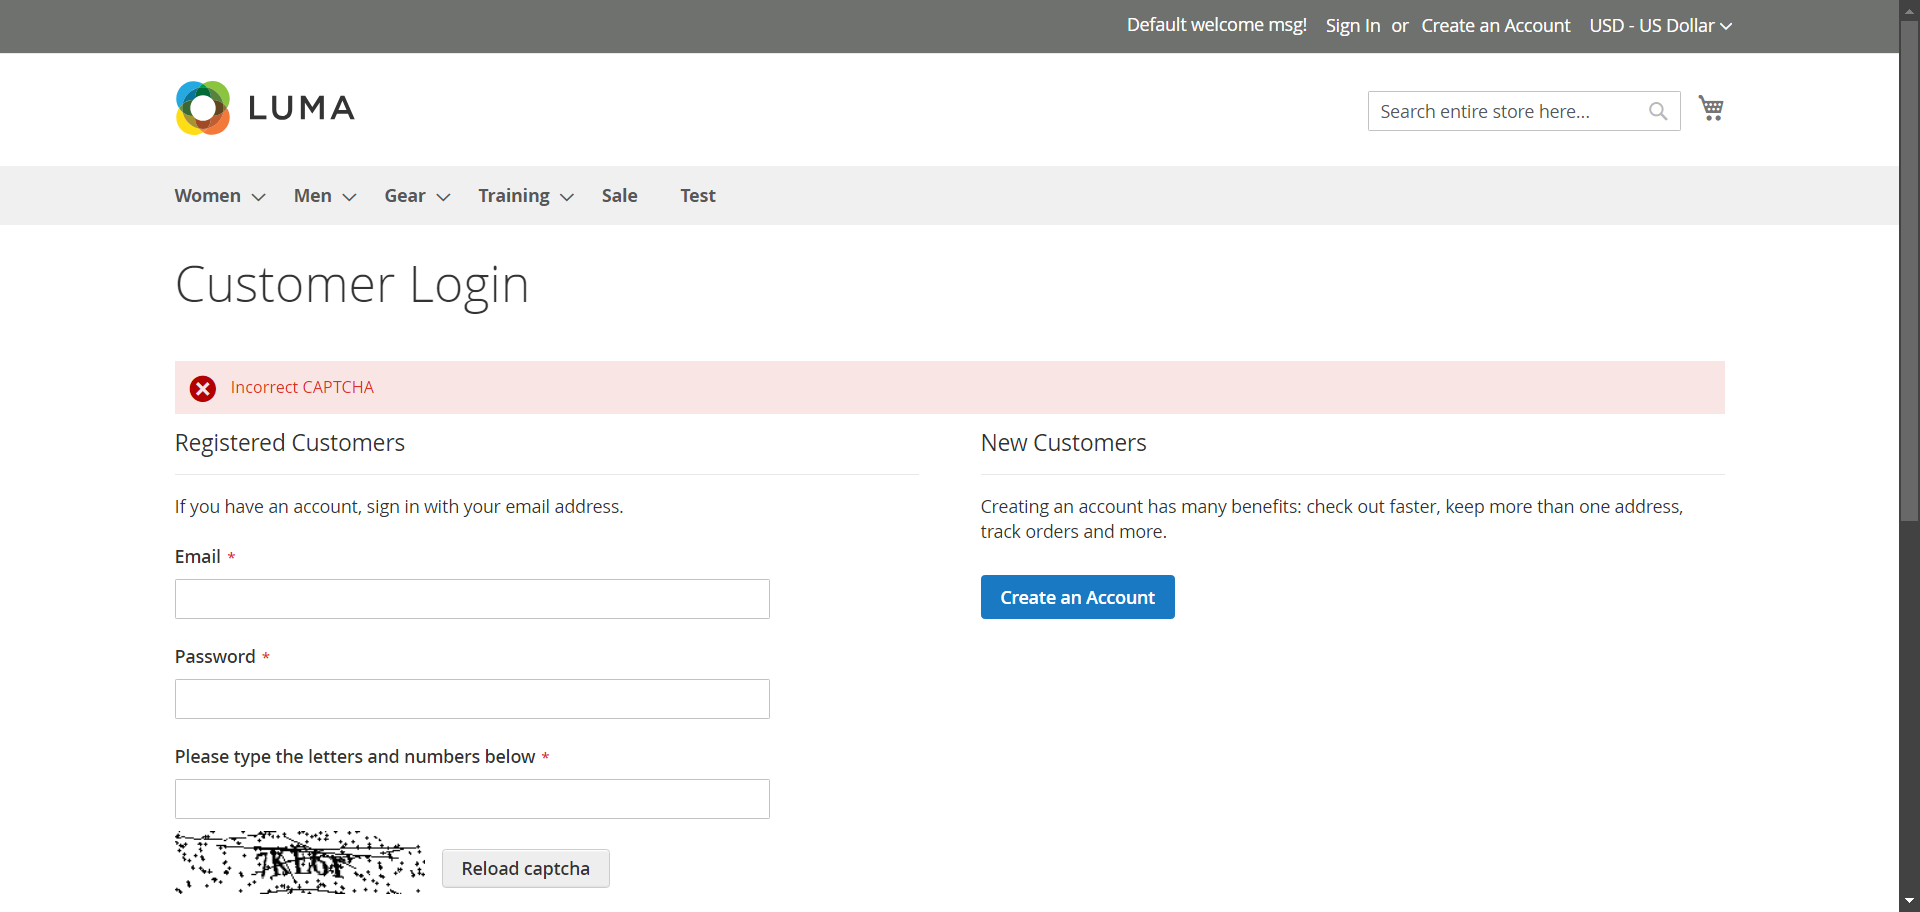 Default welcome msg! Sign In or Create an Account USD - US Dollar
LUMA
Search entire store here...
Women Men Gear Training Sale Test
Customer Login
Incorrect CAPTCHA
Registered Customers
If you have an account, sign in with your email address.
Email *
Password *
Please type the letters and numbers below *
Reload captcha
New Customers
Creating an account has many benefits: check out faster, keep more than one address,
track orders and more.
Create an Account